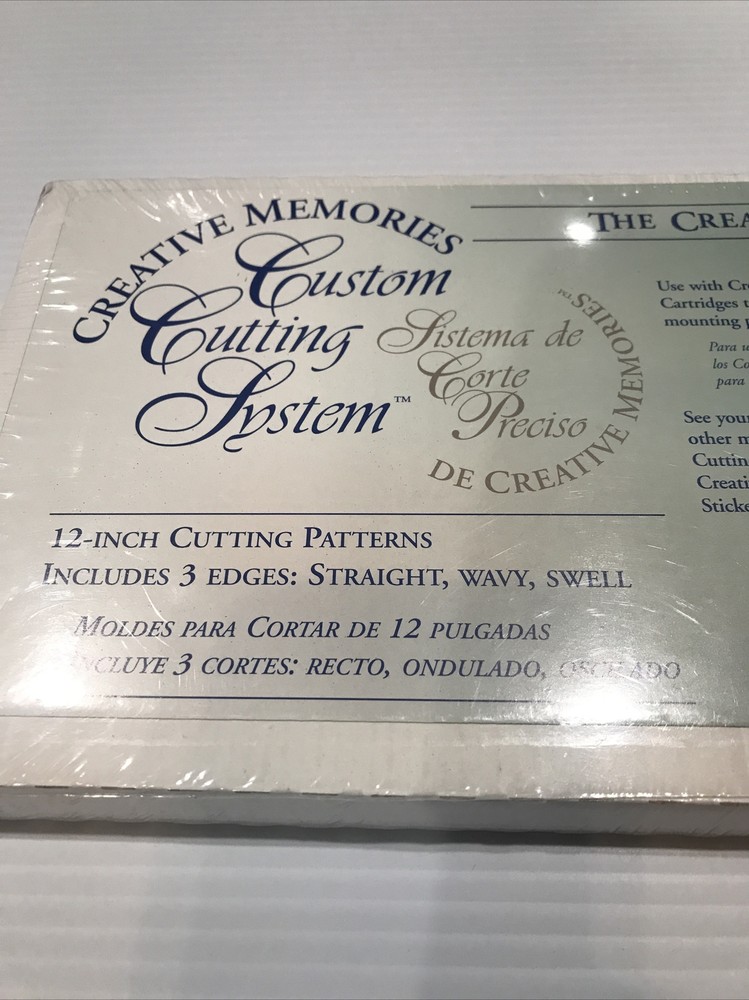 CREATIVE MEMORIES
Custom
Cutting
System™
Sistema de
Corte
Preciso
DE CREATIVE MEMORIES™
12-INCH CUTTING PATTERNS
INCLUDES 3 EDGES: STRAIGHT, WAVY, SWELL
MOLDES PARA CORTAR DE 12 PULGADAS
INCLUYE 3 CORTES: RECTO, ONDULADO,
THE CREA
Use with Cr
Cartridges t
mounting p
Para u
los Co
para
See your
other m
Cuttin
Creati
Sticke